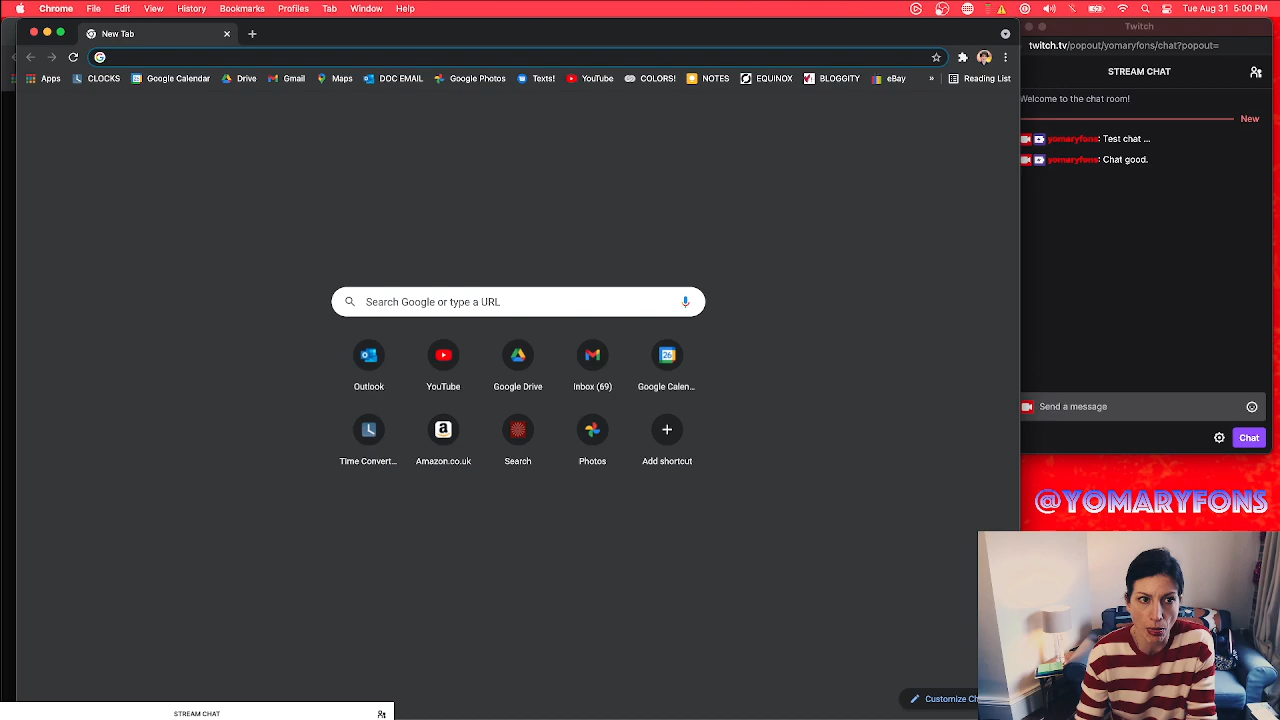 Chrome File Edit View History Bookmarks Profiles Tab Window Help
Tue Aug 31 5:00 PM
New Tab
Apps CLOCKS Google Calendar Drive Gmail Maps DOC EMAIL Google Photos Texts! YouTube COLORS! NOTES EQUINOX BLOGGITY eBay » Reading List
Search Google or type a URL
Outlook YouTube Google Drive Inbox (69) Google Calen...
26
Time Convert... Amazon.co.uk Search Photos Add shortcut
Customize Ch
STREAM CHAT
Twitch
twitch.tv/popout/yomaryfons/chat?popout=
STREAM CHAT
Welcome to the chat room!
New
yomaryfons: Test chat ...
yomaryfons: Chat good.
Send a message
Chat
@YOMARYFONS